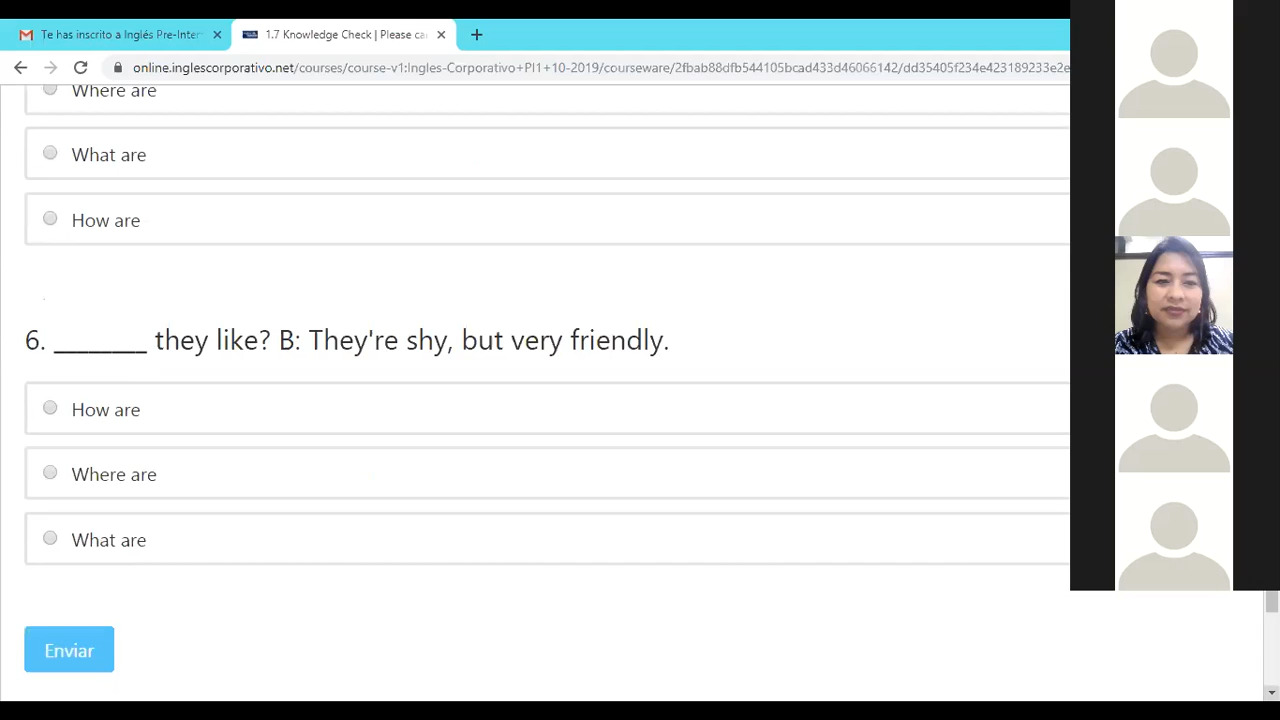 Te has inscrito a Inglés Pre-Inter
1.7 Knowledge Check | Please ca
online.inglescorporativo.net/courses/course-v1:Ingles-Corporativo+PI1+10-2019/courseware/2fbab88dfb544105bcad433d46066142/dd35405f234e423189233e2e
Where are
What are
How are
6. ________ they like? B: They're shy, but very friendly.
How are
Where are
What are
Enviar